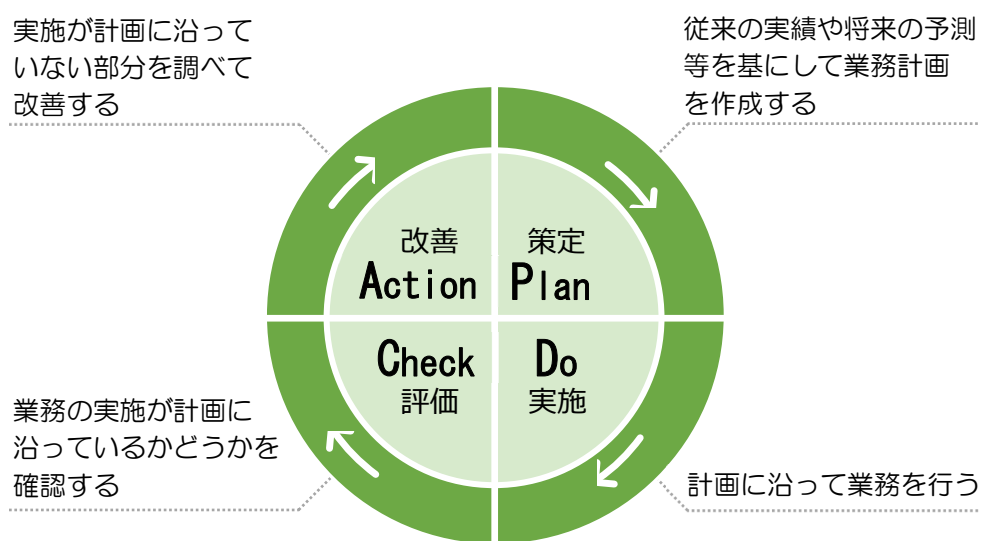 実施が計画に沿って
いない部分を調べて
改善する
従来の実績や将来の予測
等を基にして業務計画
を作成する
改善
Action
策定
Plan
Check
評価
Do
実施
業務の実施が計画に
沿っているかどうかを
確認する
計画に沿って業務を行う